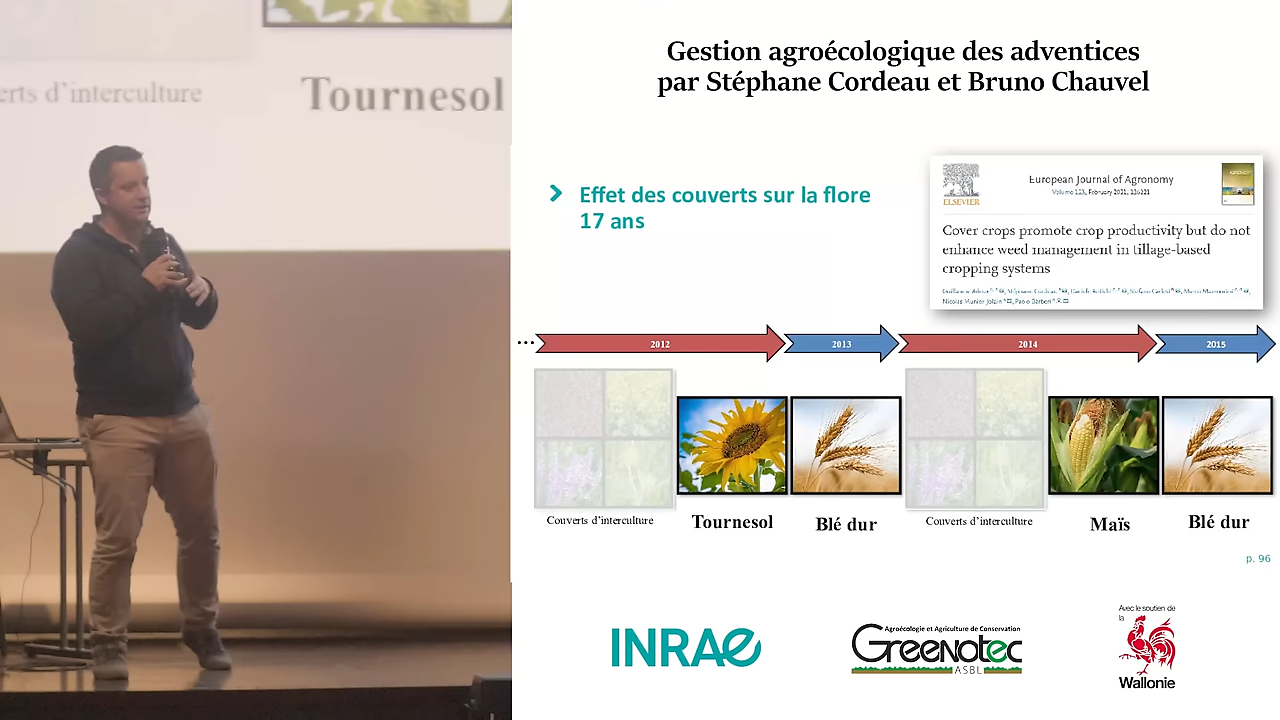 erts d'interculture
Tournesol
Gestion agroécologique des adventices
par Stéphane Cordeau et Bruno Chauvel
Effet des couverts sur la flore
17 ans
ELSEVIER
European Journal of Agronomy
Volume 123, February 2021, 126221
Cover crops promote crop productivity but do not
enhance weed management in tillage-based
cropping systems
...
2012
2013
2014
2015
Couverts d'interculture
Tournesol
Blé dur
Couverts d'interculture
Maïs
Blé dur
p. 96
INRAE
Agroécologie et Agriculture de Conservation
Greenotec
ASBL
Avec le soutien de
la
Wallonie